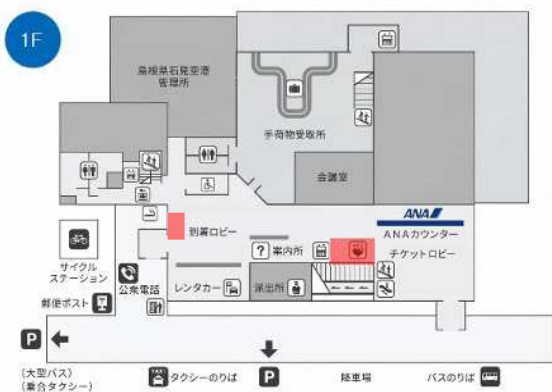 1F
島根県石見空港
管理所
手荷物受取所
会議室
ANA
ANAカウンター
チケットロビー
到着ロビー
? 案内所
サイクル
ステーション
公衆電話
レンタカー
派出所
郵便ポスト
P
(大型バス)
(乗合タクシー)
TAXI
タクシーのりば
P
降車場
バスのりば